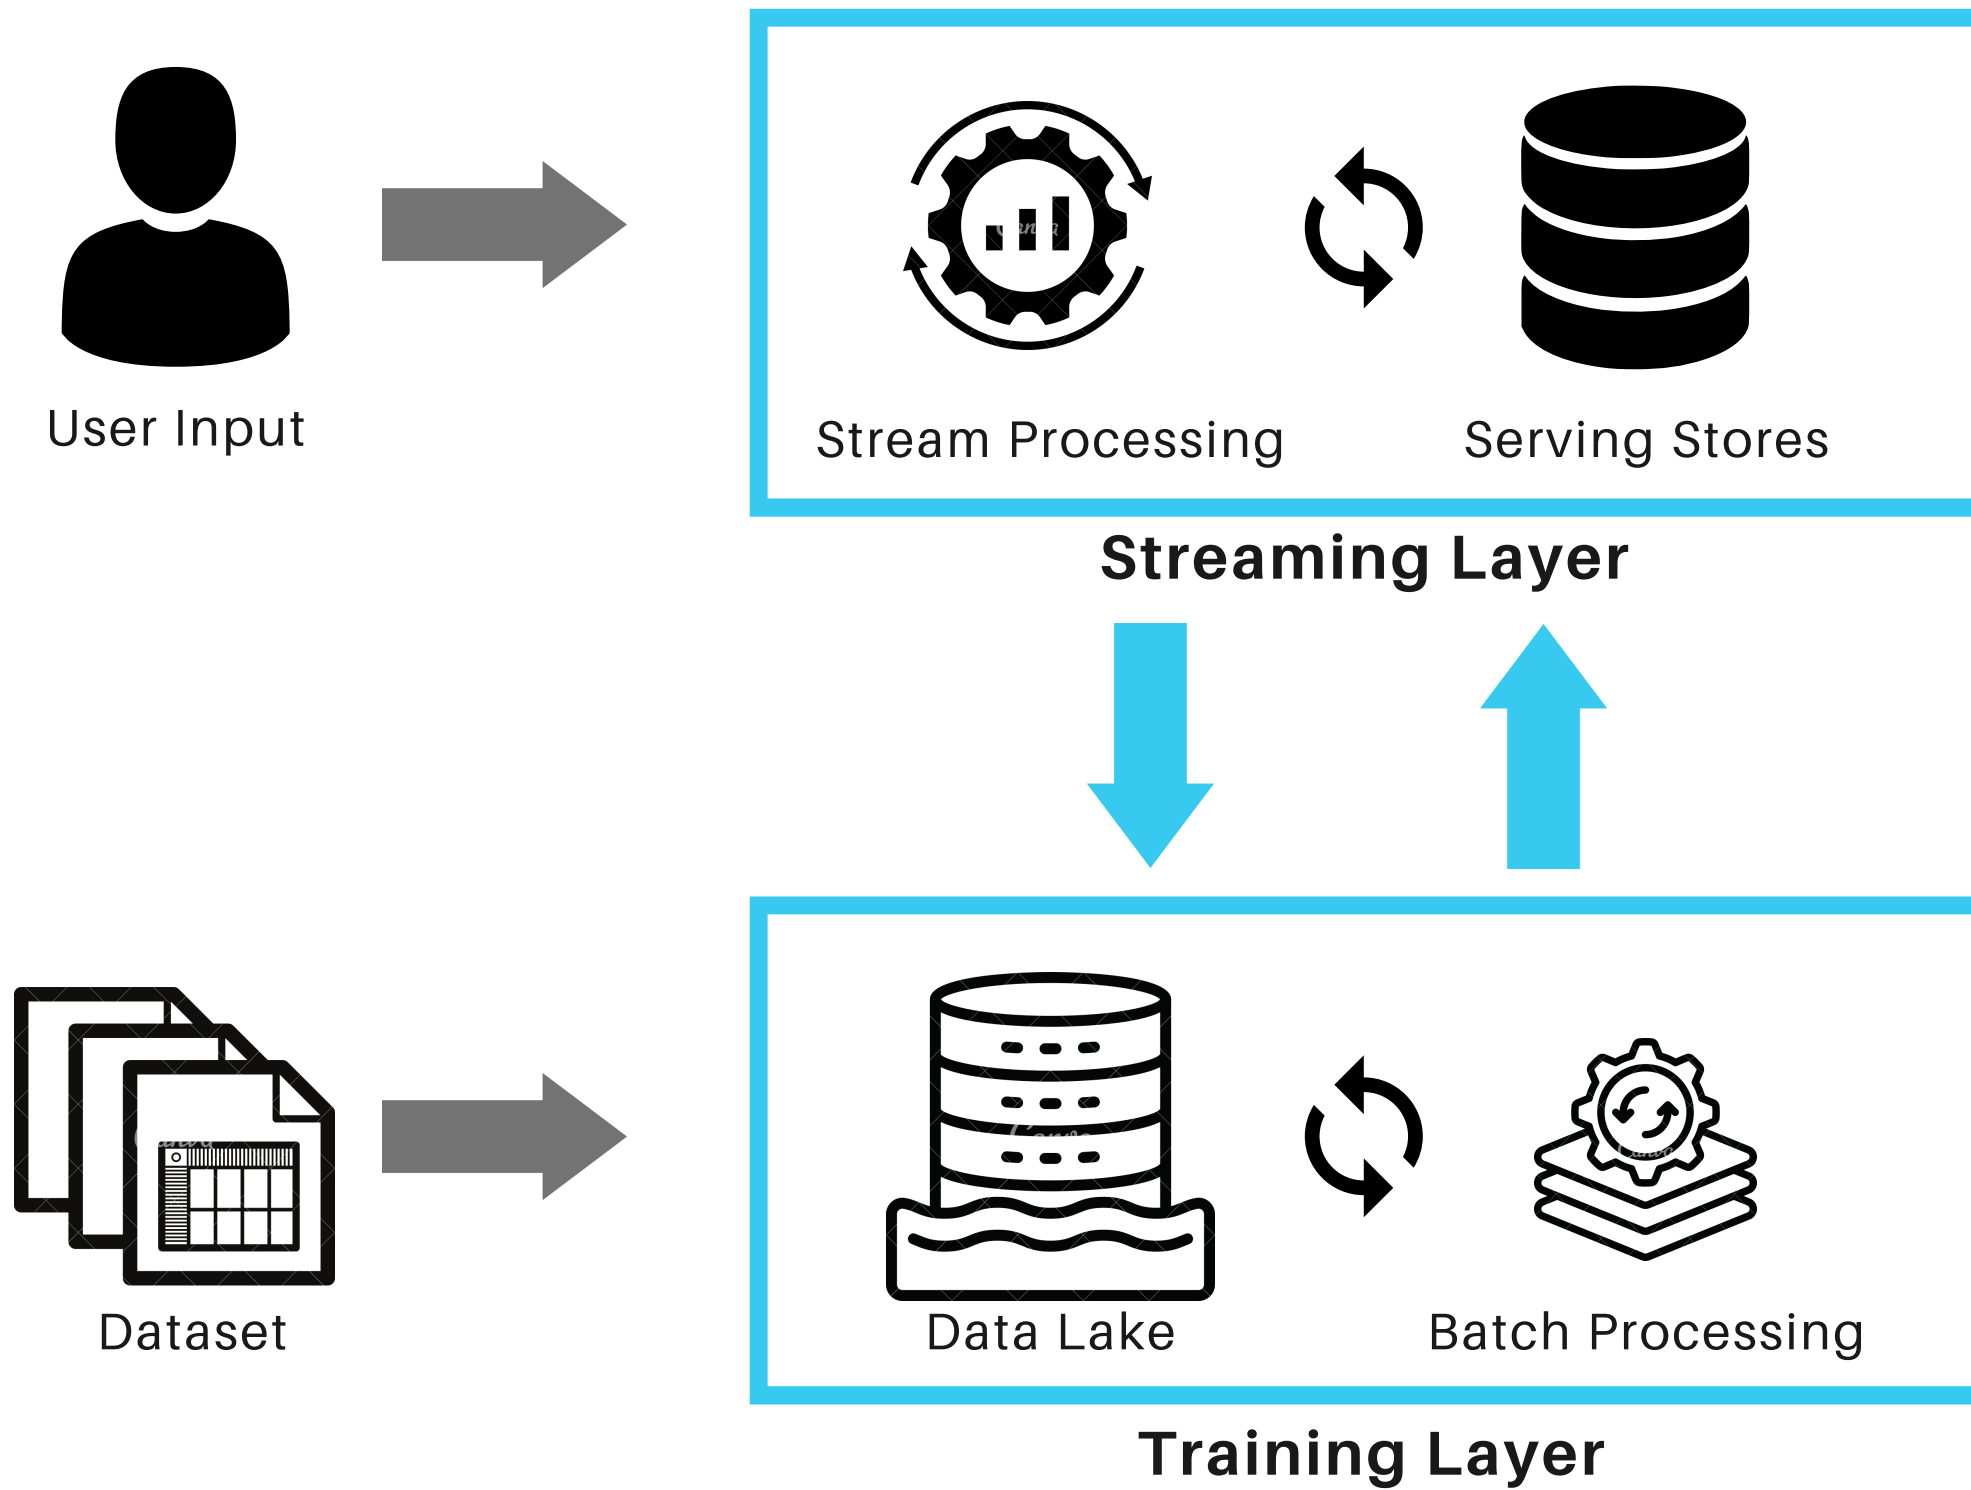 User Input
Stream Processing
Serving Stores
Streaming Layer
Dataset
Data Lake
Batch Processing
Training Layer